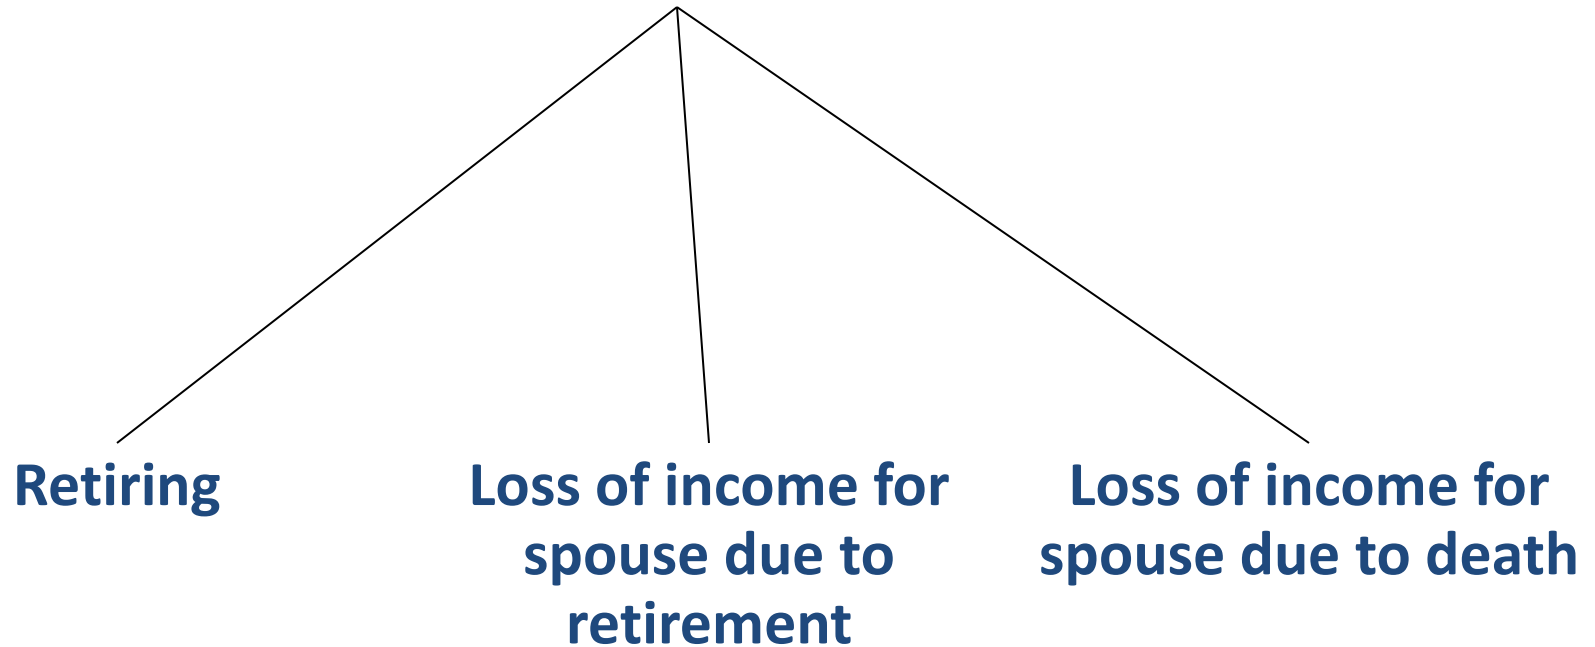 Retiring
Loss of income for
spouse due to
retirement
Loss of income for
spouse due to death